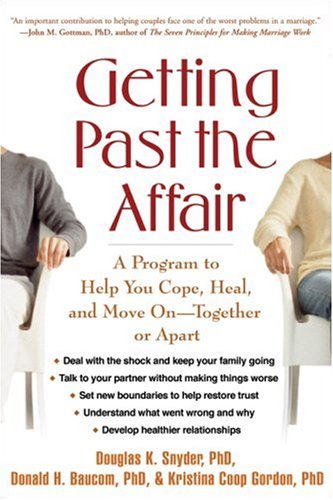 "An important contribution to helping couples face one of the worst problems in a marriage."
—John M. Gottman, PhD, author of The Seven Principles for Making Marriage Work
Getting
Past the
Affair
A Program to
Help You Cope, Heal,
and Move On—Together
or Apart
◆ Deal with the shock and keep your family going
◆ Talk to your partner without making things worse
◆ Set new boundaries to help restore trust
◆ Understand what went wrong and why
◆ Develop healthier relationships
Douglas K. Snyder, PhD,
Donald H. Baucom, PhD, & Kristina Coop Gordon, PhD